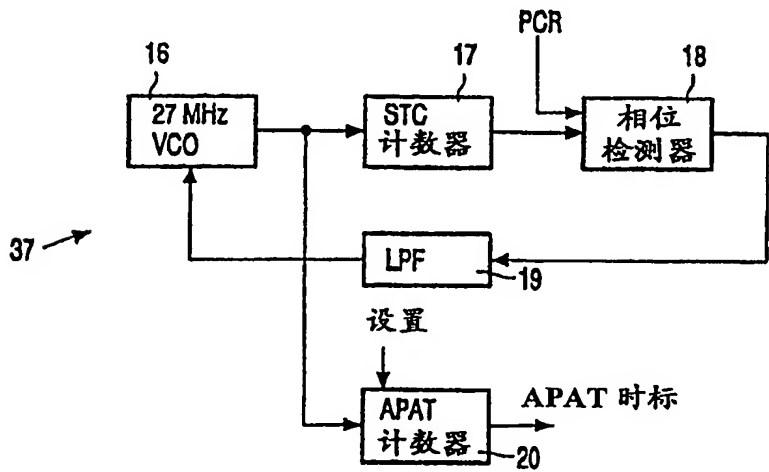 PCR
16
27 MHz
VCO
17
STC
计数器
18
相位
检测器
37
LPF
19
设置
APAT
计数器
20
APAT 时标